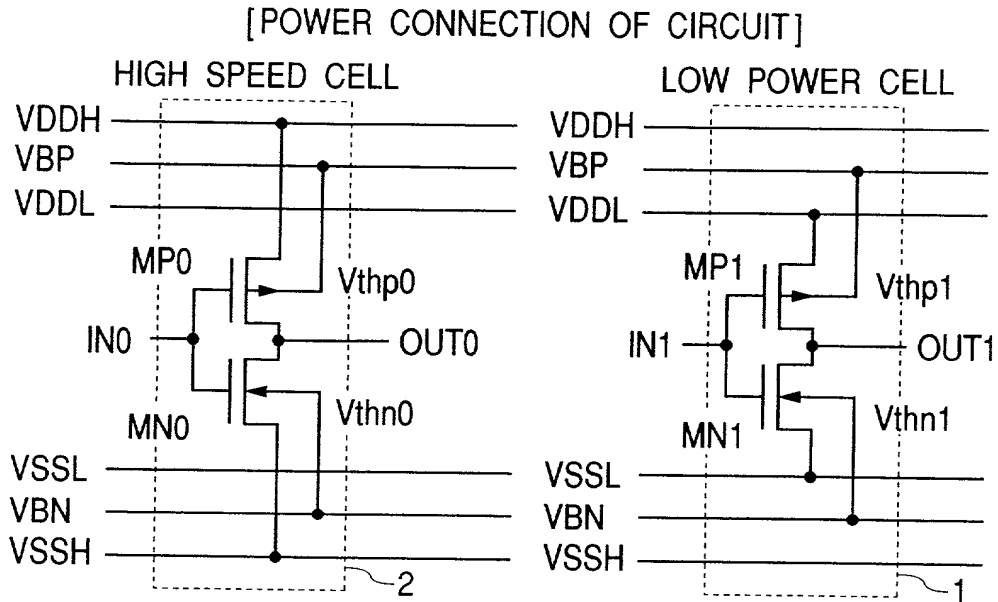 [POWER CONNECTION OF CIRCUIT]
HIGH SPEED CELL
VDDH
VBP
VDDL
MP0
Vthp0
IN0
OUT0
MN0
Vthn0
VSSL
VBN
VSSH
2
LOW POWER CELL
VDDH
VBP
VDDL
MP1
Vthp1
IN1
OUT1
MN1
Vthn1
VSSL
VBN
VSSH
1